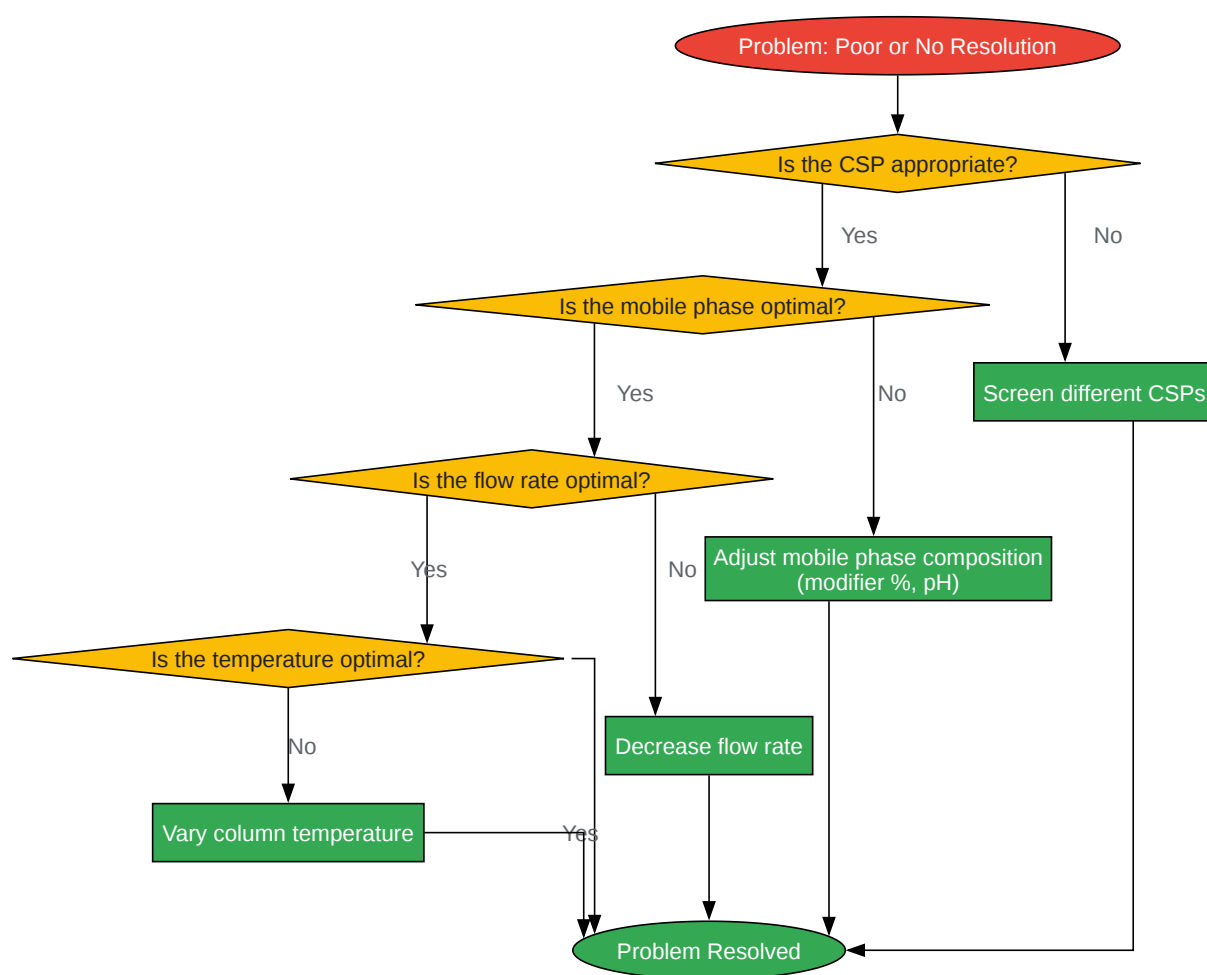 Problem: Poor or No Resolution
Is the CSP appropriate?
Yes
No
Is the mobile phase optimal?
Yes
No
Screen different CSPs
Is the flow rate optimal?
Yes
No
Adjust mobile phase composition
(modifier %, pH)
Is the temperature optimal?
No
Decrease flow rate
Vary column temperature
Yes
Problem Resolved